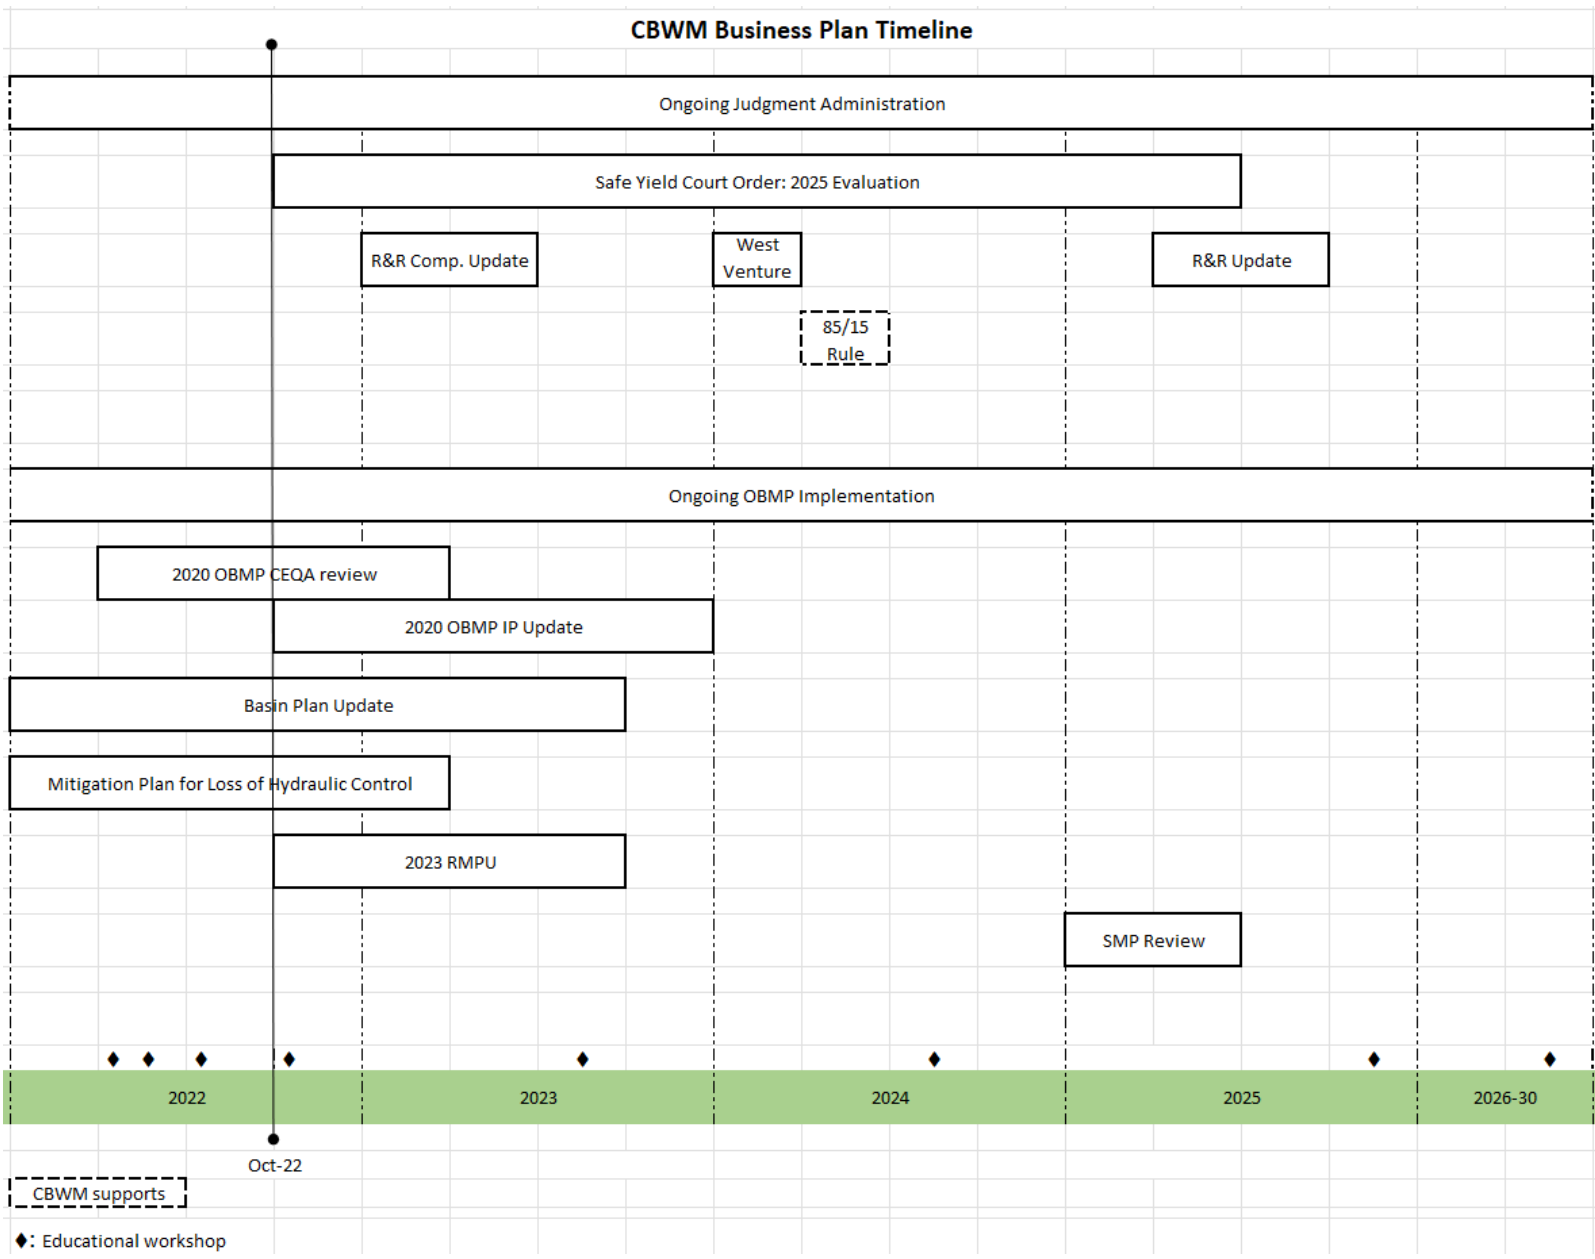 CBWM Business Plan Timeline
Ongoing Judgment Administration
Safe Yield Court Order: 2025 Evaluation
R&R Comp. Update
West
Venture
R&R Update
85/15
Rule
Ongoing OBMP Implementation
2020 OBMP CEQA review
2020 OBMP IP Update
Basin Plan Update
Mitigation Plan for Loss of Hydraulic Control
2023 RMPU
SMP Review
2022
2023
2024
2025
2026-30
Oct-22
CBWM supports
♦: Educational workshop